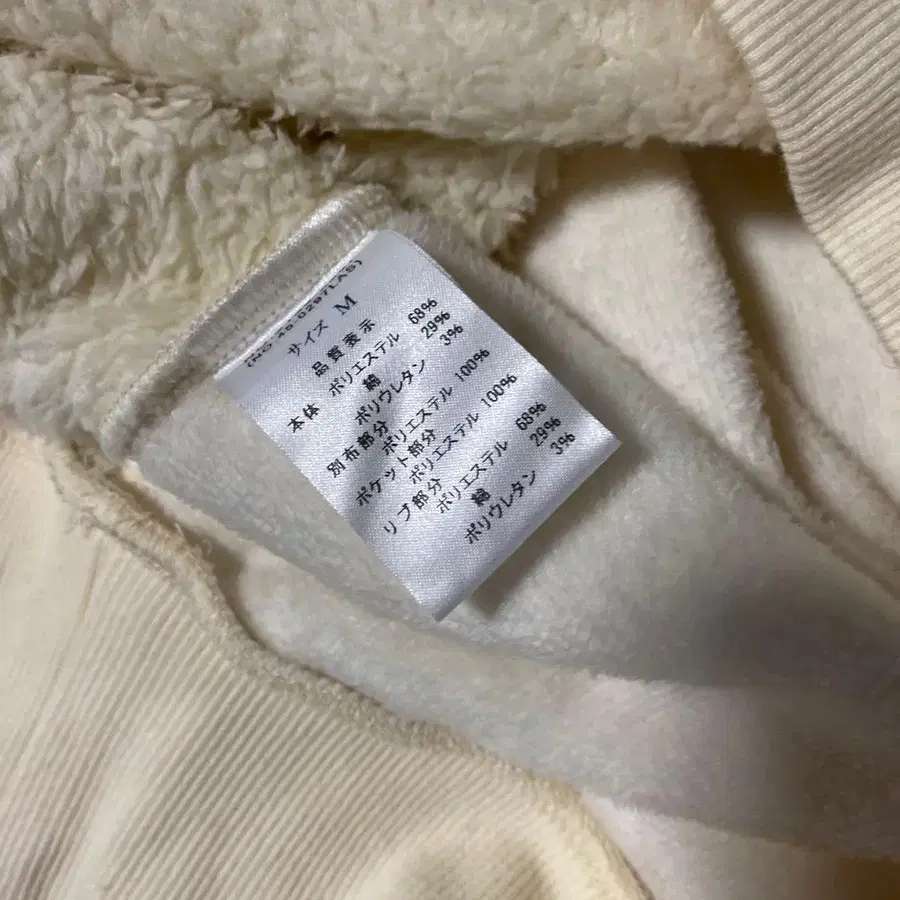 (NO.49-0297LAS)
サイズ M
品質表示
本体 ポリエステル 68%
綿 29%
ポリウレタン 3%
別布部分
ポリエステル 100%
ポケット部分
ポリエステル 100%
リブ部分
ポリエステル 68%
綿 29%
ポリウレタン 3%